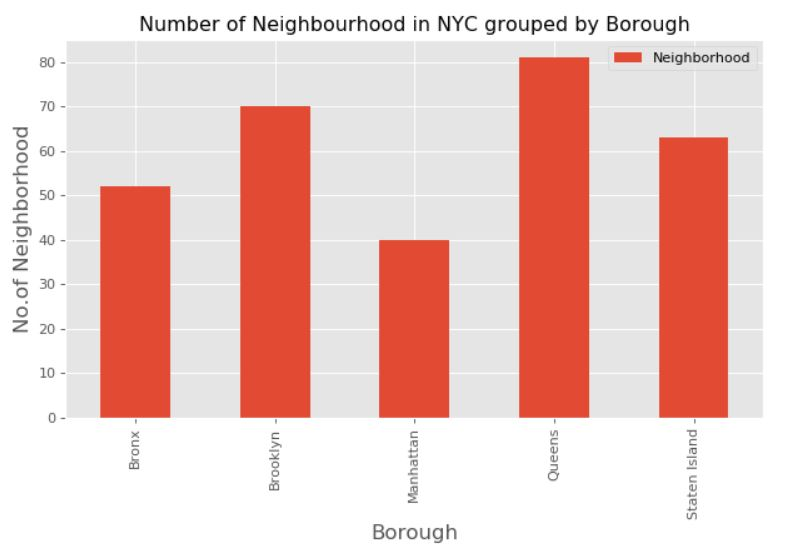 Number of Neighbourhood in NYC grouped by Borough
Neighborhood
No.of Neighborhood
80
70
60
50
40
30
20
10
0
Bronx
Brooklyn
Manhattan
Queens
Staten Island
Borough